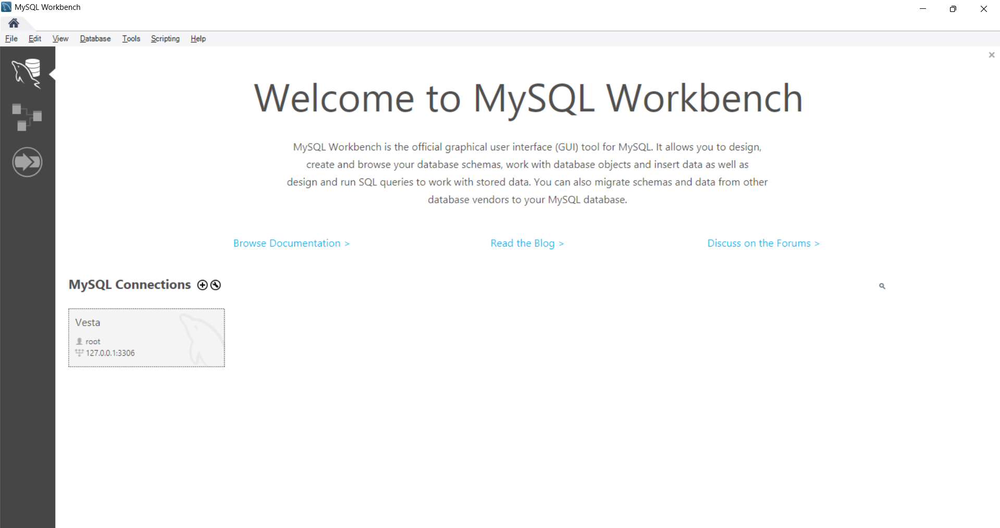 MySQL Workbench
File Edit View Database Tools Scripting Help
Welcome to MySQL Workbench
MySQL Workbench is the official graphical user interface (GUI) tool for MySQL. It allows you to design,
create and browse your database schemas, work with database objects and insert data as well as
design and run SQL queries to work with stored data. You can also migrate schemas and data from other
database vendors to your MySQL database.
Browse Documentation > Read the Blog > Discuss on the Forums >
MySQL Connections
Vesta
root
127.0.0.1:3306